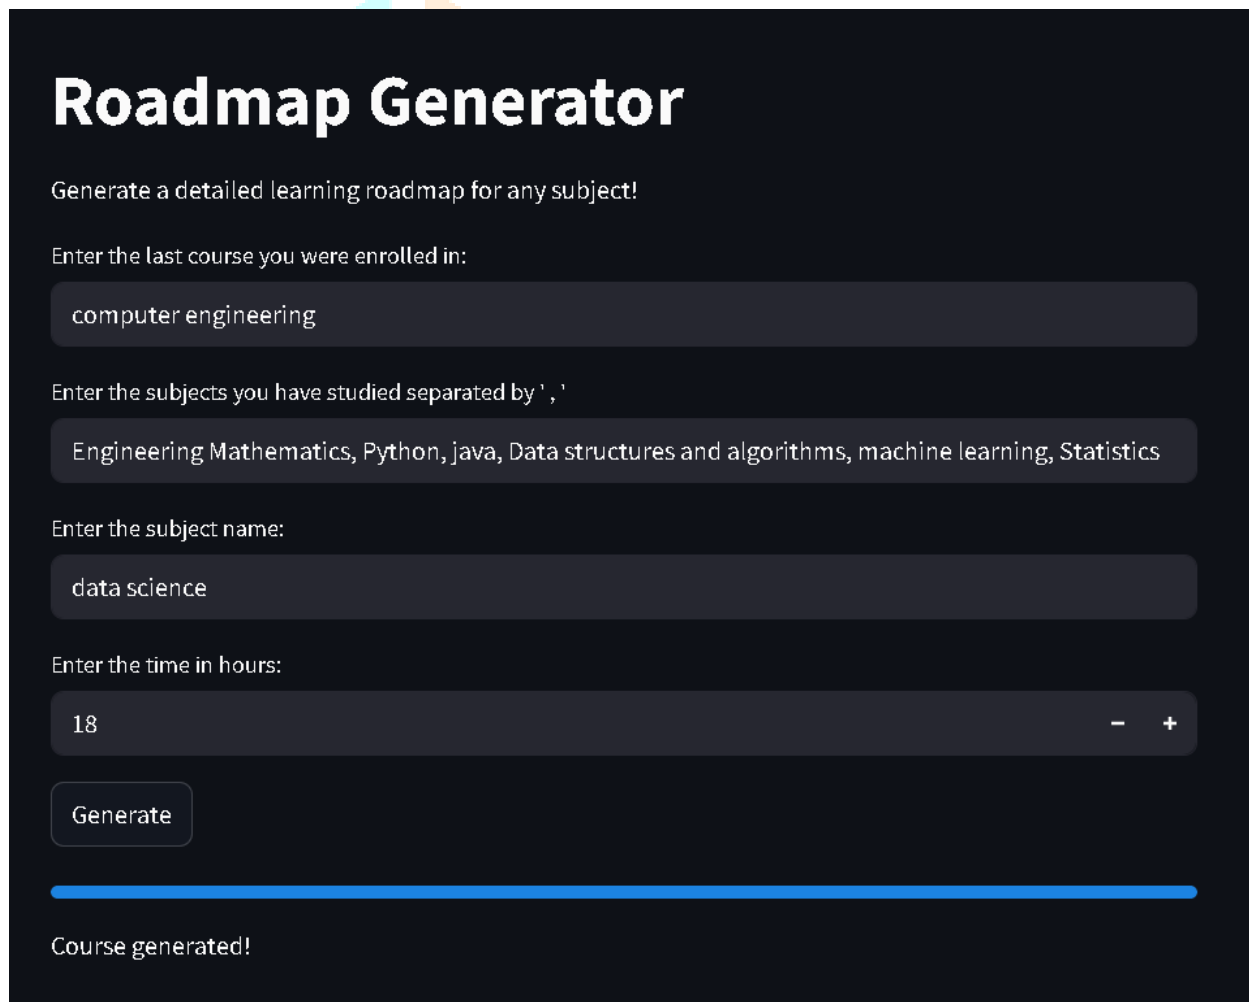 Roadmap Generator
Generate a detailed learning roadmap for any subject!
Enter the last course you were enrolled in:
computer engineering
Enter the subjects you have studied separated by ' , '
Engineering Mathematics, Python, java, Data structures and algorithms, machine learning, Statistics
Enter the subject name:
data science
Enter the time in hours:
18 − +
Generate
Course generated!